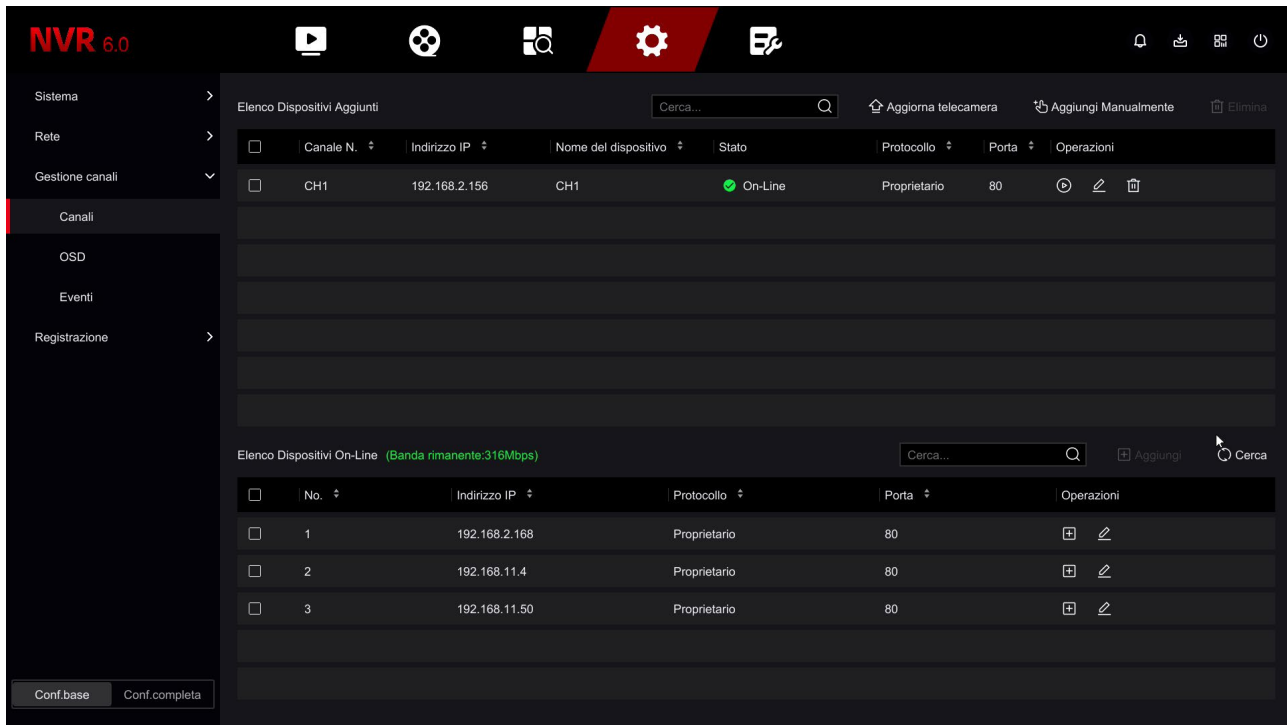 NVR 6.0
Sistema
Rete
Gestione canali
Canali
OSD
Eventi
Registrazione
Conf.base Conf.completa
Elenco Dispositivi Aggiunti Cerca... Aggiorna telecamera Aggiungi Manualmente Elimina
Canale N. Indirizzo IP Nome del dispositivo Stato Protocollo Porta Operazioni
CH1 192.168.2.156 CH1 On-Line Proprietario 80
Elenco Dispositivi On-Line (Banda rimanente:316Mbps) Cerca... Aggiungi Cerca
No. Indirizzo IP Protocollo Porta Operazioni
1 192.168.2.168 Proprietario 80
2 192.168.11.4 Proprietario 80
3 192.168.11.50 Proprietario 80